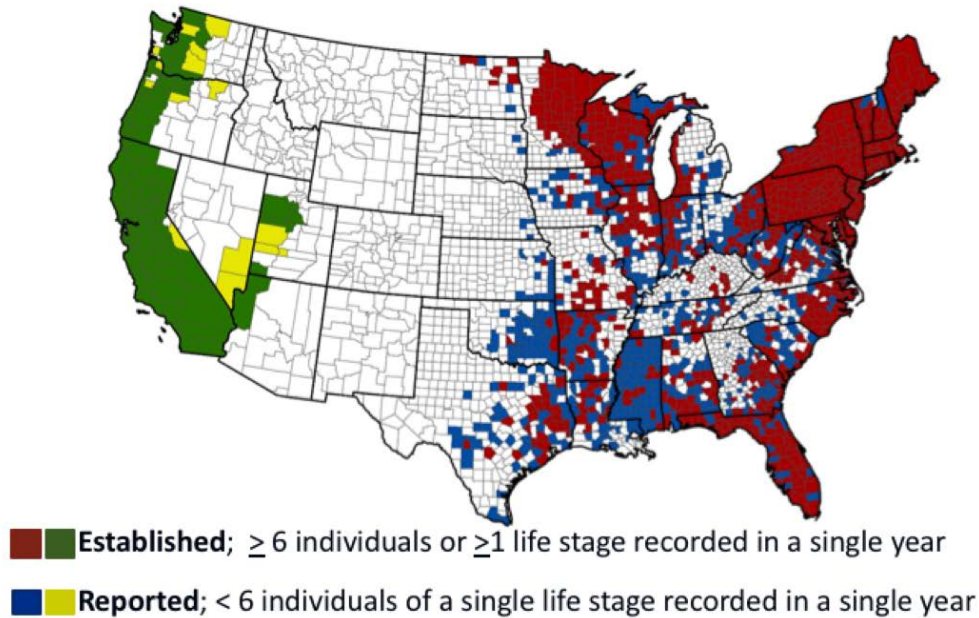 Established; ≥ 6 individuals or ≥1 life stage recorded in a single year
Reported; < 6 individuals of a single life stage recorded in a single year